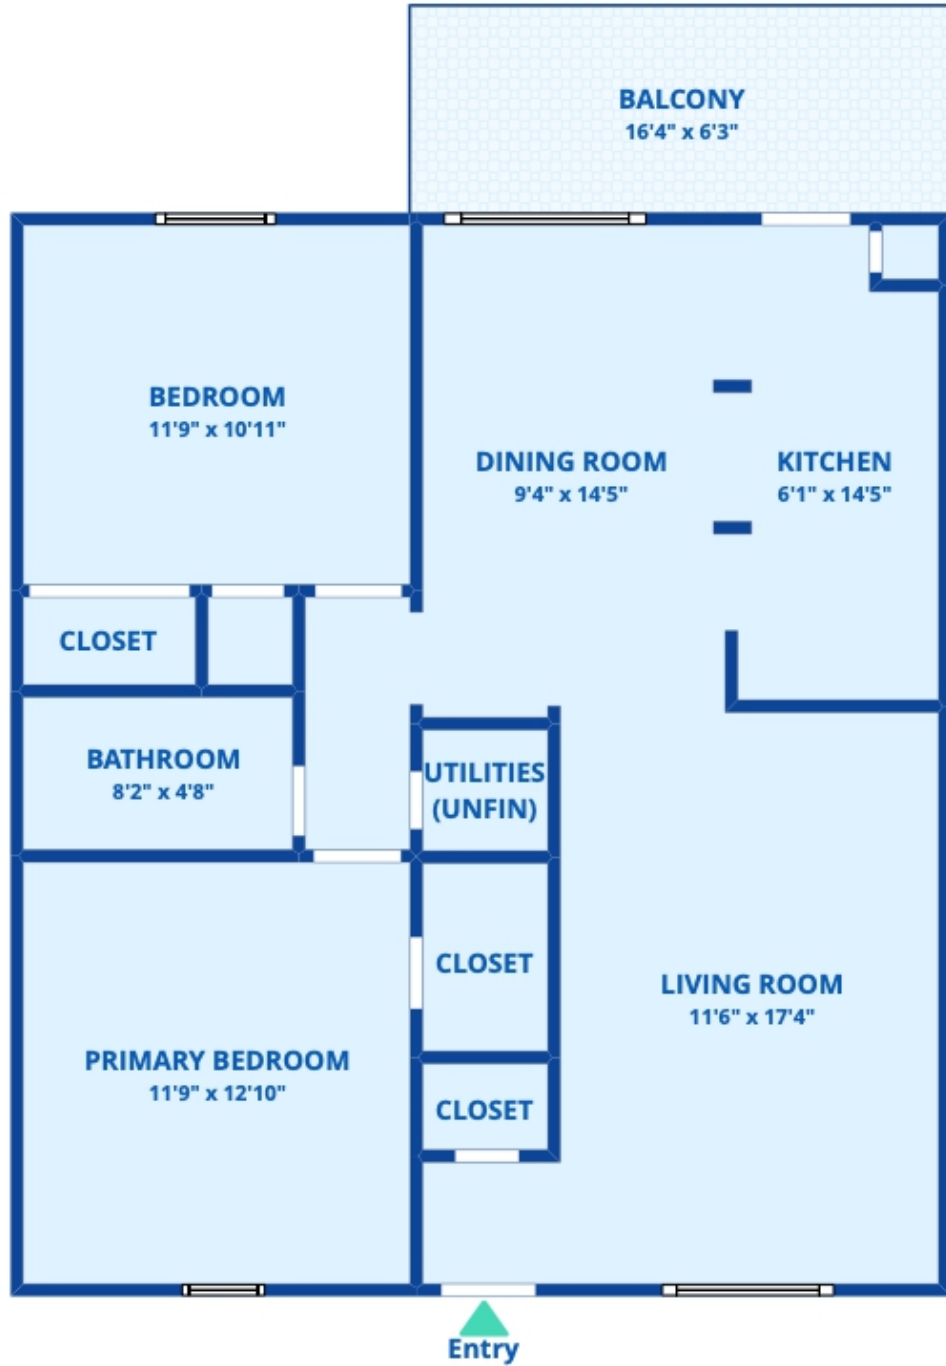 BALCONY
16'4" x 6'3"
BEDROOM
11'9" x 10'11"
DINING ROOM
9'4" x 14'5"
KITCHEN
6'1" x 14'5"
CLOSET
BATHROOM
8'2" x 4'8"
UTILITIES
(UNFIN)
CLOSET
LIVING ROOM
11'6" x 17'4"
PRIMARY BEDROOM
11'9" x 12'10"
CLOSET
Entry